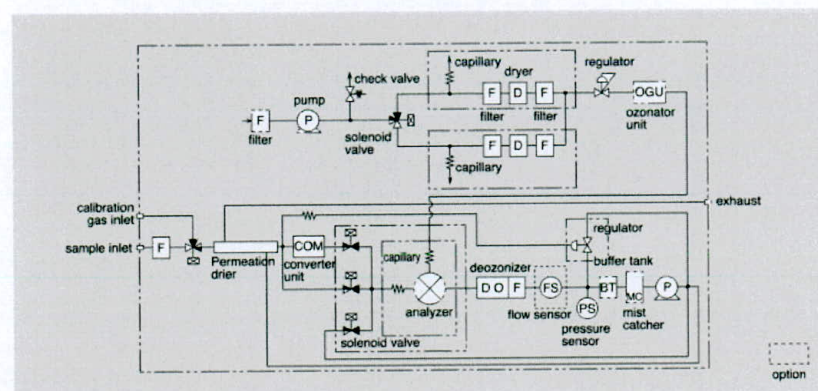 capillary
dryer
regulator
check valve
pump
F
P
F
D
F
OGU
filter
solenoid
valve
filter
filter
ozonator
unit
F
D
F
capillary
calibration
gas inlet
exhaust
sample inlet
F
Permeation
drier
COM
converter
unit
capillary
analyzer
deozonizer
D O F
FS
flow sensor
regulator
buffer tank
BT
MC
P
PS
pressure
sensor
mist
catcher
solenoid valve
option